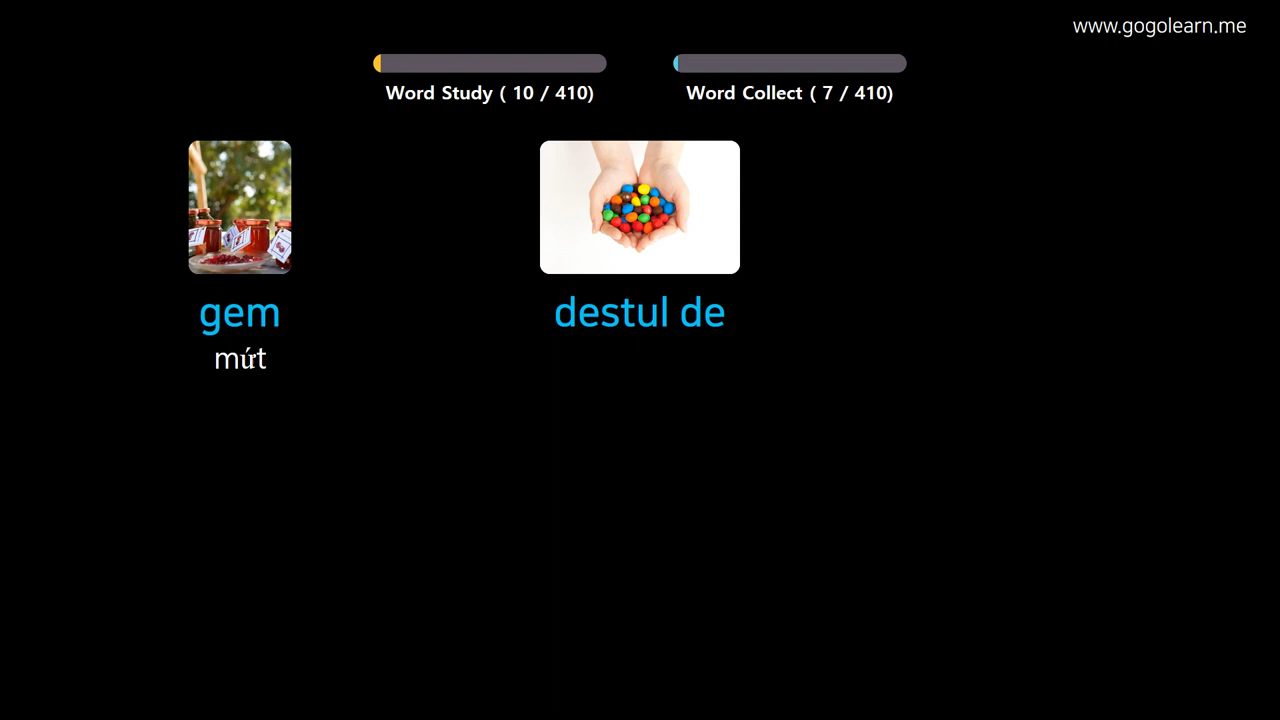 www.gogolearn.me
Word Study ( 10 / 410)
Word Collect ( 7 / 410)
gem
mứt
destul de